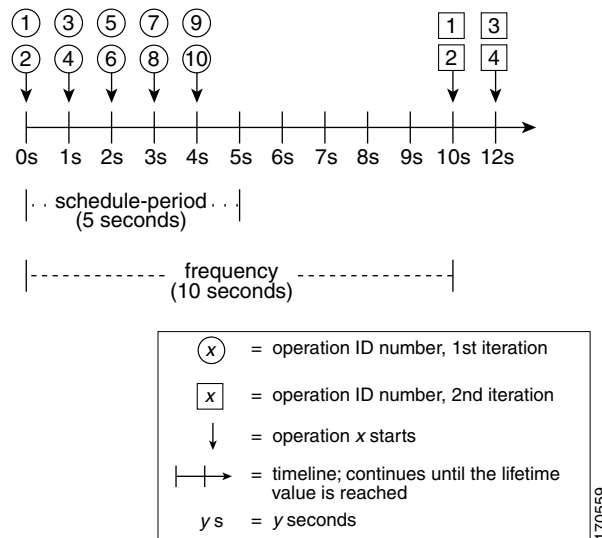 1 3 5 7 9 1 3
2 4 6 8 10 2 4
0s 1s 2s 3s 4s 5s 6s 7s 8s 9s 10s 12s
schedule-period
(5 seconds)
frequency
(10 seconds)
x = operation ID number, 1st iteration
x = operation ID number, 2nd iteration
= operation x starts
= timeline; continues until the lifetime
value is reached
y s = y seconds
170559